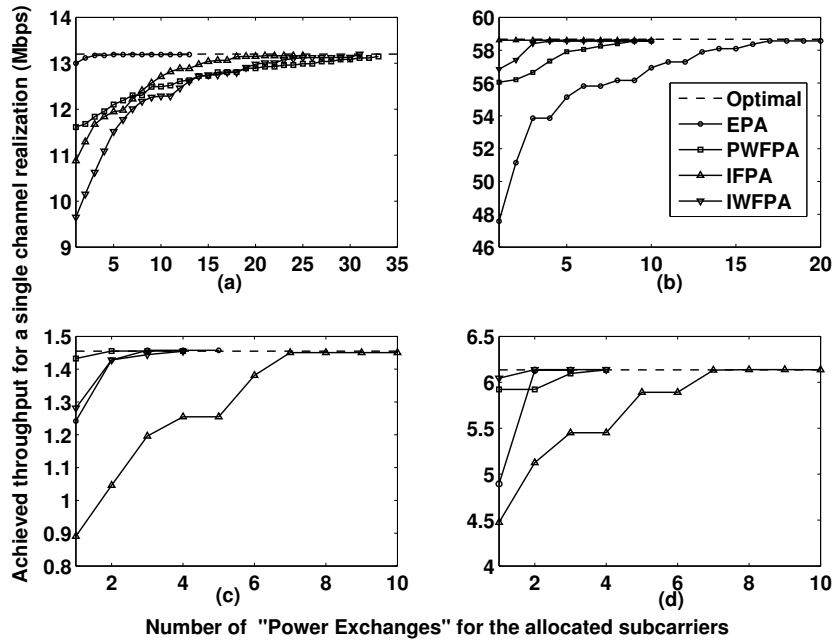 Achieved throughput for a single channel realization (Mbps)
14
13
12
11
10
9
5 10 15 20 25 30 35
(a)
60
58
56
54
52
50
48
46
5 10 15 20
(b)
Optimal
EPA
PWFPA
IFPA
IWFPA
1.5
1.4
1.3
1.2
1.1
1
0.9
0.8
2 4 6 8 10
(c)
6.5
6
5.5
5
4.5
4
2 4 6 8 10
(d)
Number of "Power Exchanges" for the allocated subcarriers